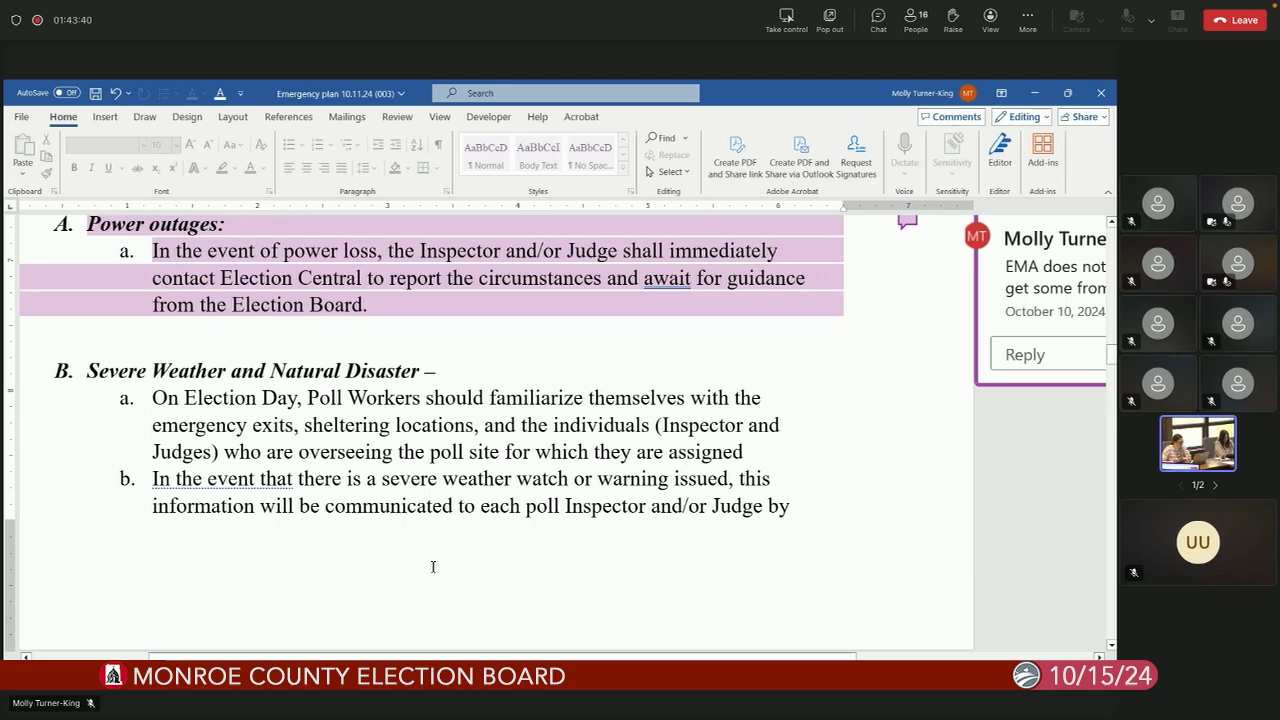 01:43:40
Take control
Pop out
Chat
16
People
Raise
View
More
Camera
Mic
Share
Leave
AutoSave Off
Emergency plan 10.11.24 (003)
Search
Molly Turner-King MT
File Home Insert Draw Design Layout References Mailings Review View Developer Help Acrobat
Comments Editing Share
Paste
Clipboard
10
Font
Paragraph
AaBbCcD AaBbCcI AaBbCcD
¶ Normal Body Text ¶ No Spac...
Styles
Find
Replace
Select
Editing
Create PDF and Share link
Create PDF and Share via Outlook
Request Signatures
Adobe Acrobat
Dictate
Voice
Sensitivity
Sensitivity
Editor
Editor
Add-ins
Add-ins
1 2 3 4 5 6 7
A. Power outages:
a. In the event of power loss, the Inspector and/or Judge shall immediately
contact Election Central to report the circumstances and await for guidance
from the Election Board.
B. Severe Weather and Natural Disaster –
a. On Election Day, Poll Workers should familiarize themselves with the
emergency exits, sheltering locations, and the individuals (Inspector and
Judges) who are overseeing the poll site for which they are assigned
b. In the event that there is a severe weather watch or warning issued, this
information will be communicated to each poll Inspector and/or Judge by
MT Molly Turne
EMA does not
get some from
October 10, 2024
Reply
1/2
UU
MONROE COUNTY ELECTION BOARD
10/15/24
Molly Turner-King